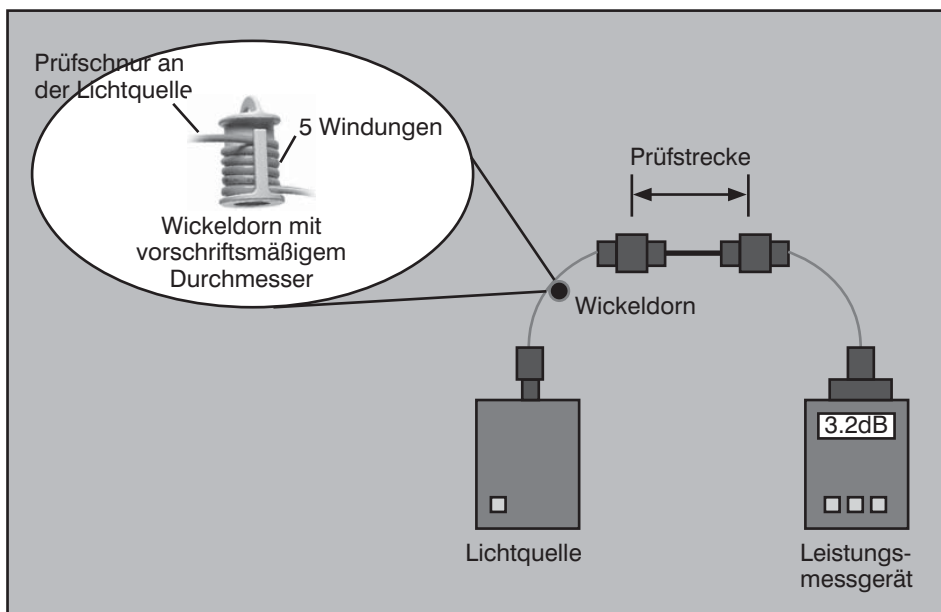 Prüfschnur an
der Lichtquelle
5 Windungen
Wickeldorn mit
vorschriftsmäßigem
Durchmesser
Prüfstrecke
Wickeldorn
3.2dB
Lichtquelle
Leistungs-
messgerät